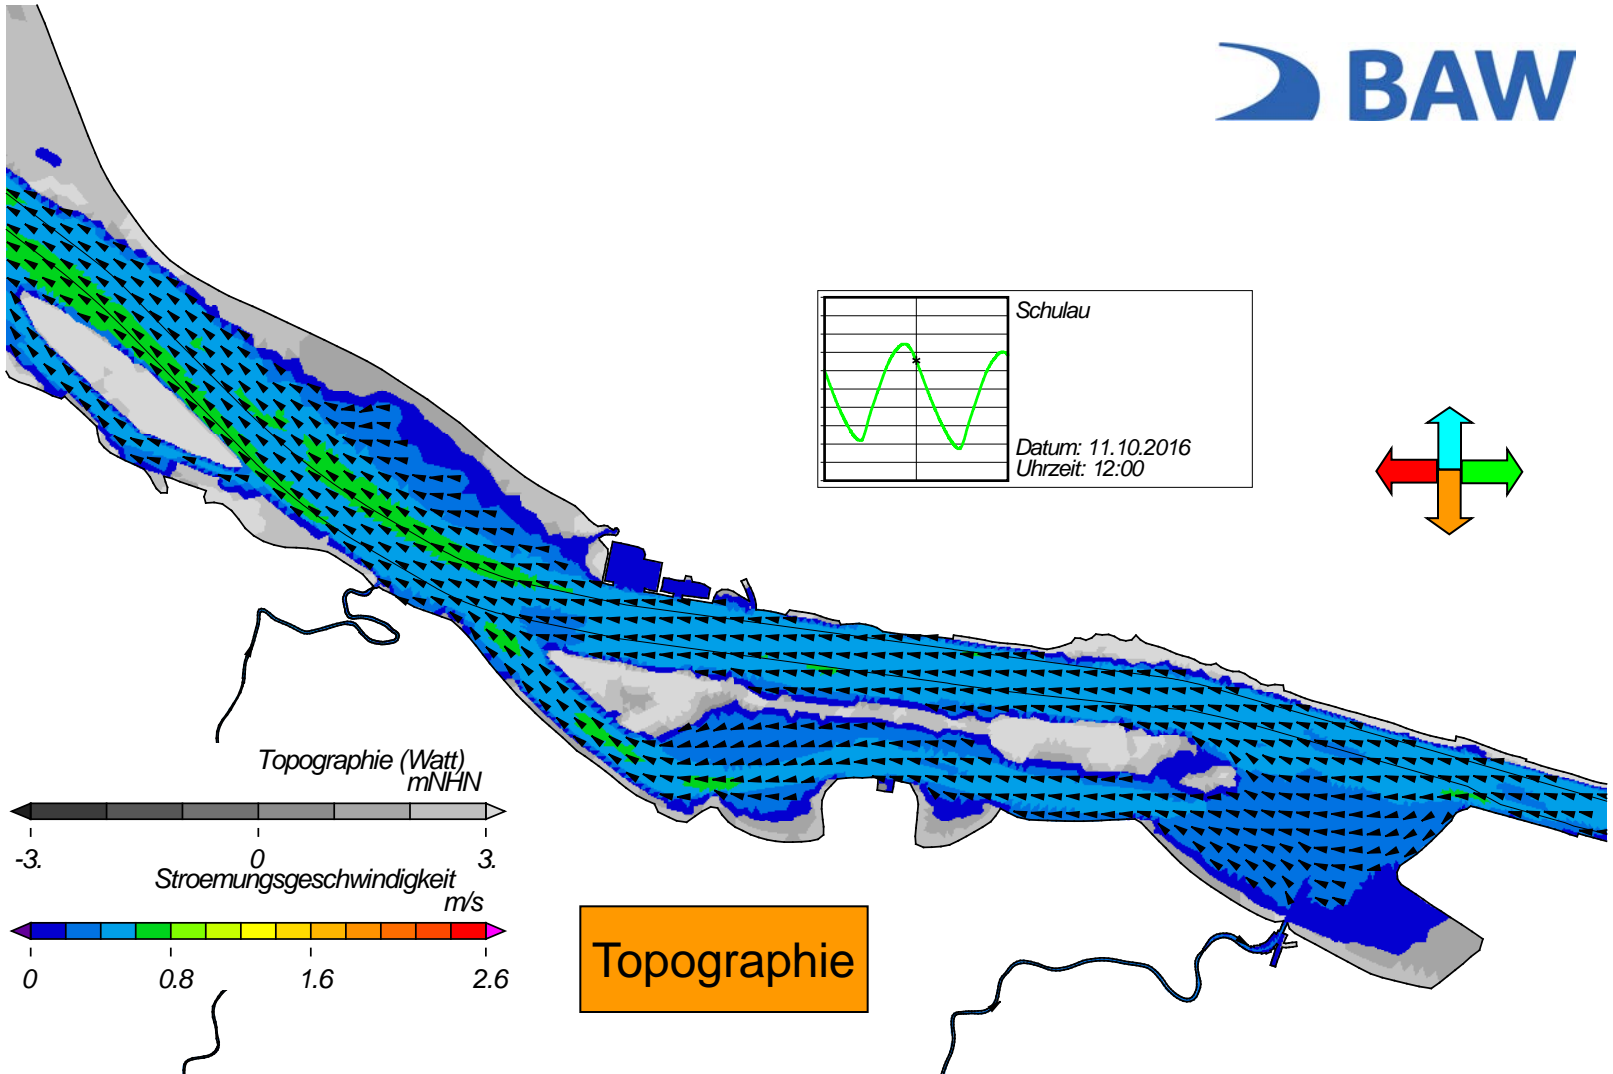 BAW
Schulau
Datum: 11.10.2016
Uhrzeit: 12:00
Topographie (Watt)
mNHN
-3. 0 3.
Stroemungsgeschwindigkeit
m/s
0 0.8 1.6 2.6
Topographie